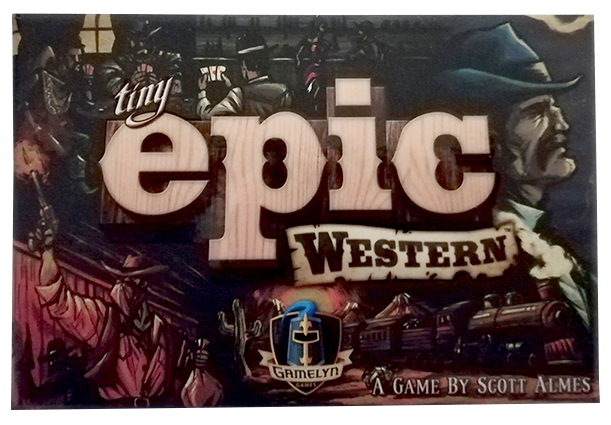 tiny
epic
WESTERN
GAMELYN
GAMES
A GAME BY SCOTT ALMES